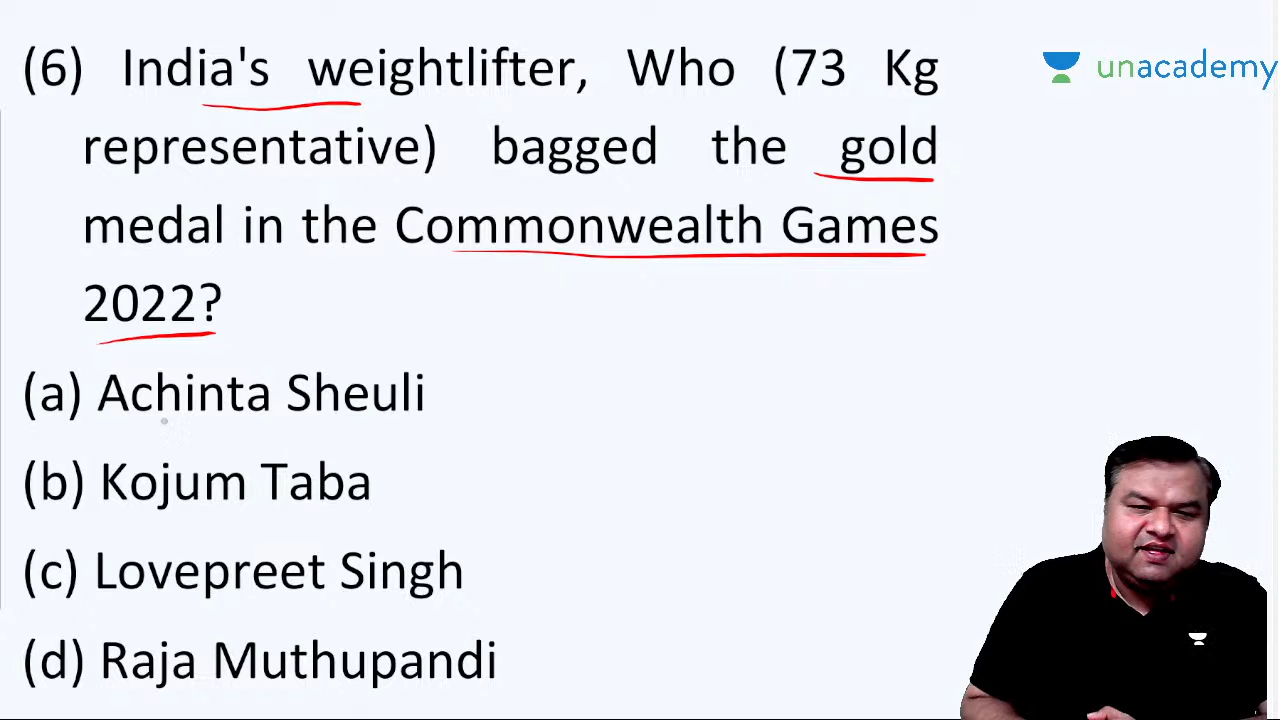 (6) India's weightlifter, Who (73 Kg
representative) bagged the gold
medal in the Commonwealth Games
2022?
(a) Achinta Sheuli
(b) Kojum Taba
(c) Lovepreet Singh
(d) Raja Muthupandi
unacademy